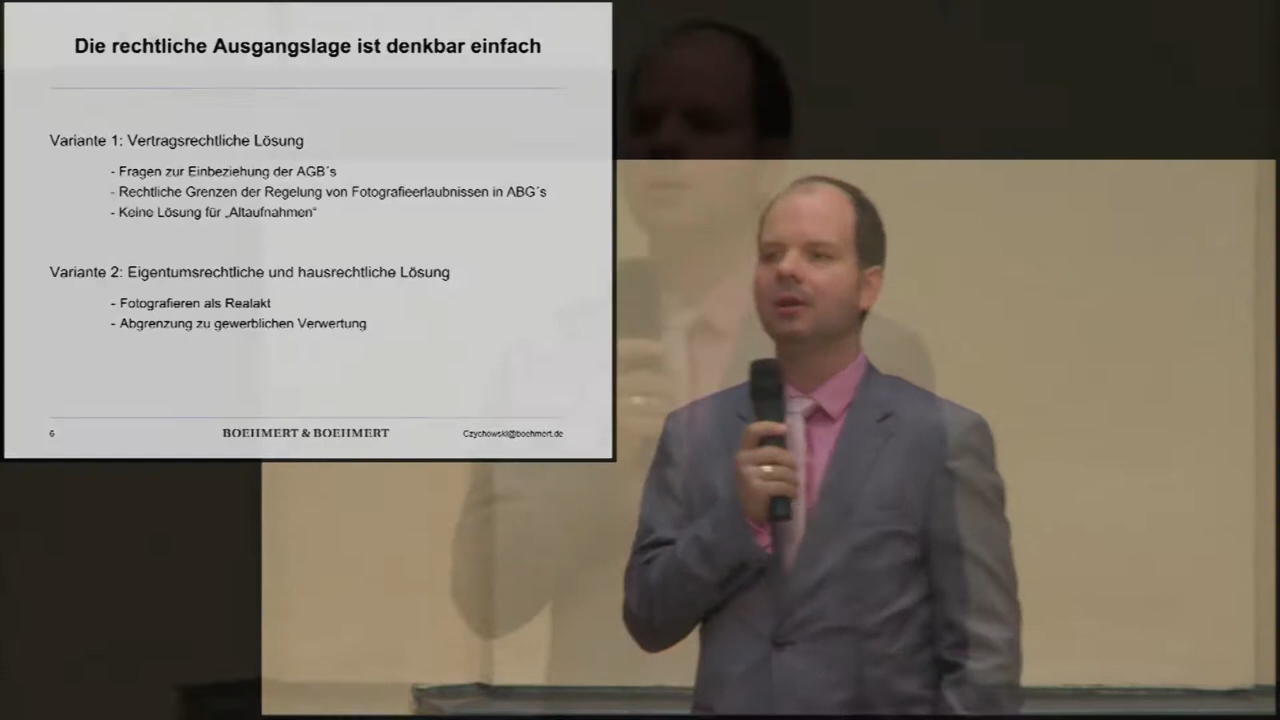 Die rechtliche Ausgangslage ist denkbar einfach
Variante 1: Vertragsrechtliche Lösung
- Fragen zur Einbeziehung der AGB´s
- Rechtliche Grenzen der Regelung von Fotografieerlaubnissen in ABG´s
- Keine Lösung für „Altaufnahmen“
Variante 2: Eigentumsrechtliche und hausrechtliche Lösung
- Fotografieren als Realakt
- Abgrenzung zu gewerblichen Verwertung
6 BOEHMERT & BOEHMERT Czychowski@boehmert.de